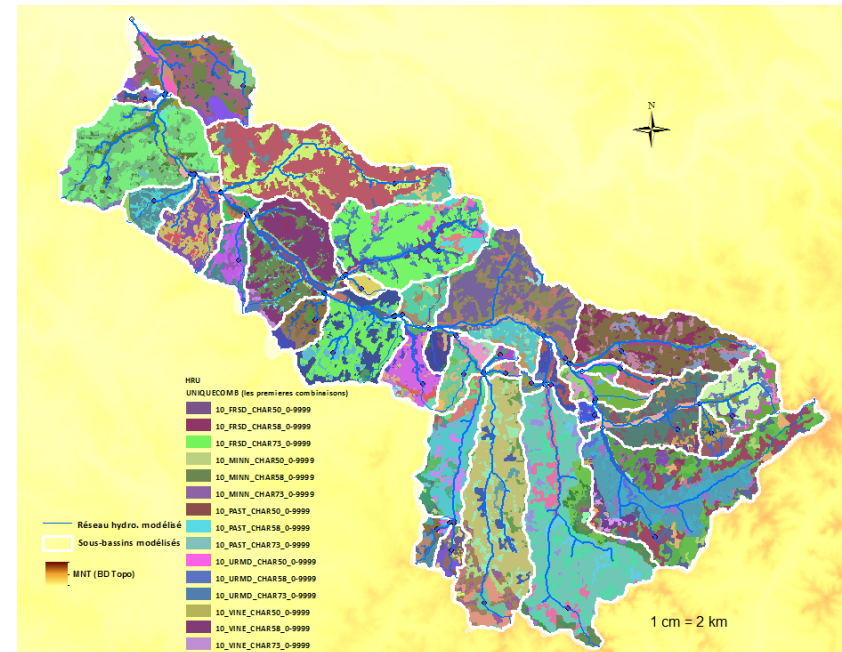 N
HRU
UNIQUECOMB (les premieres combinaisons)
10_FRSD_CHAR50_0-9999
10_FRSD_CHAR58_0-9999
10_FRSD_CHAR73_0-9999
10_MINN_CHAR50_0-9999
10_MINN_CHAR58_0-9999
10_MINN_CHAR73_0-9999
10_PAST_CHAR50_0-9999
10_PAST_CHAR58_0-9999
10_PAST_CHAR73_0-9999
10_URMD_CHAR50_0-9999
10_URMD_CHAR58_0-9999
10_URMD_CHAR73_0-9999
10_VINE_CHAR50_0-9999
10_VINE_CHAR58_0-9999
10_VINE_CHAR73_0-9999
Réseau hydro. modélisé
Sous-bassins modélisés
MNT (BD Topo)
1 cm = 2 km